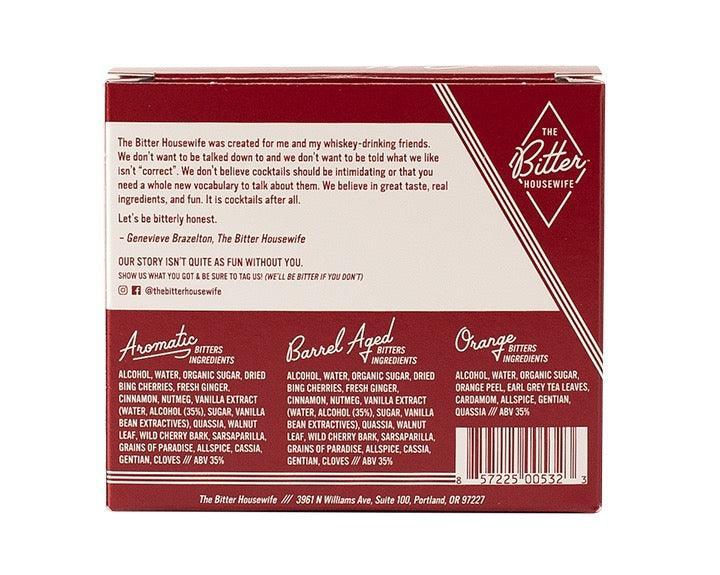 THE
Bitter
HOUSEWIFE
The Bitter Housewife was created for me and my whiskey-drinking friends.
We don't want to be talked down to and we don't want to be told what we like
isn't "correct". We don't believe cocktails should be intimidating or that you
need a whole new vocabulary to talk about them. We believe in great taste, real
ingredients, and fun. It is cocktails after all.
Let's be bitterly honest.
– Genevieve Brazelton, The Bitter Housewife
OUR STORY ISN'T QUITE AS FUN WITHOUT YOU.
SHOW US WHAT YOU GOT & BE SURE TO TAG US! (WE'LL BE BITTER IF YOU DON'T)
@thebitterhousewife
Aromatic BITTERS
INGREDIENTS
ALCOHOL, WATER, ORGANIC SUGAR, DRIED
BING CHERRIES, FRESH GINGER,
CINNAMON, NUTMEG, VANILLA EXTRACT
(WATER, ALCOHOL (35%), SUGAR, VANILLA
BEAN EXTRACTIVES), QUASSIA, WALNUT
LEAF, WILD CHERRY BARK, SARSAPARILLA,
GRAINS OF PARADISE, ALLSPICE, CASSIA,
GENTIAN, CLOVES /// ABV 35%
Barrel Aged BITTERS
INGREDIENTS
ALCOHOL, WATER, ORGANIC SUGAR, DRIED
BING CHERRIES, FRESH GINGER,
CINNAMON, NUTMEG, VANILLA EXTRACT
(WATER, ALCOHOL (35%), SUGAR, VANILLA
BEAN EXTRACTIVES), QUASSIA, WALNUT
LEAF, WILD CHERRY BARK, SARSAPARILLA,
GRAINS OF PARADISE, ALLSPICE, CASSIA,
GENTIAN, CLOVES /// ABV 35%
Orange BITTERS
INGREDIENTS
ALCOHOL, WATER, ORGANIC SUGAR,
ORANGE PEEL, EARL GREY TEA LEAVES,
CARDAMOM, ALLSPICE, GENTIAN,
QUASSIA /// ABV 35%
8 57225 00532 3
The Bitter Housewife /// 3961 N Williams Ave, Suite 100, Portland, OR 97227